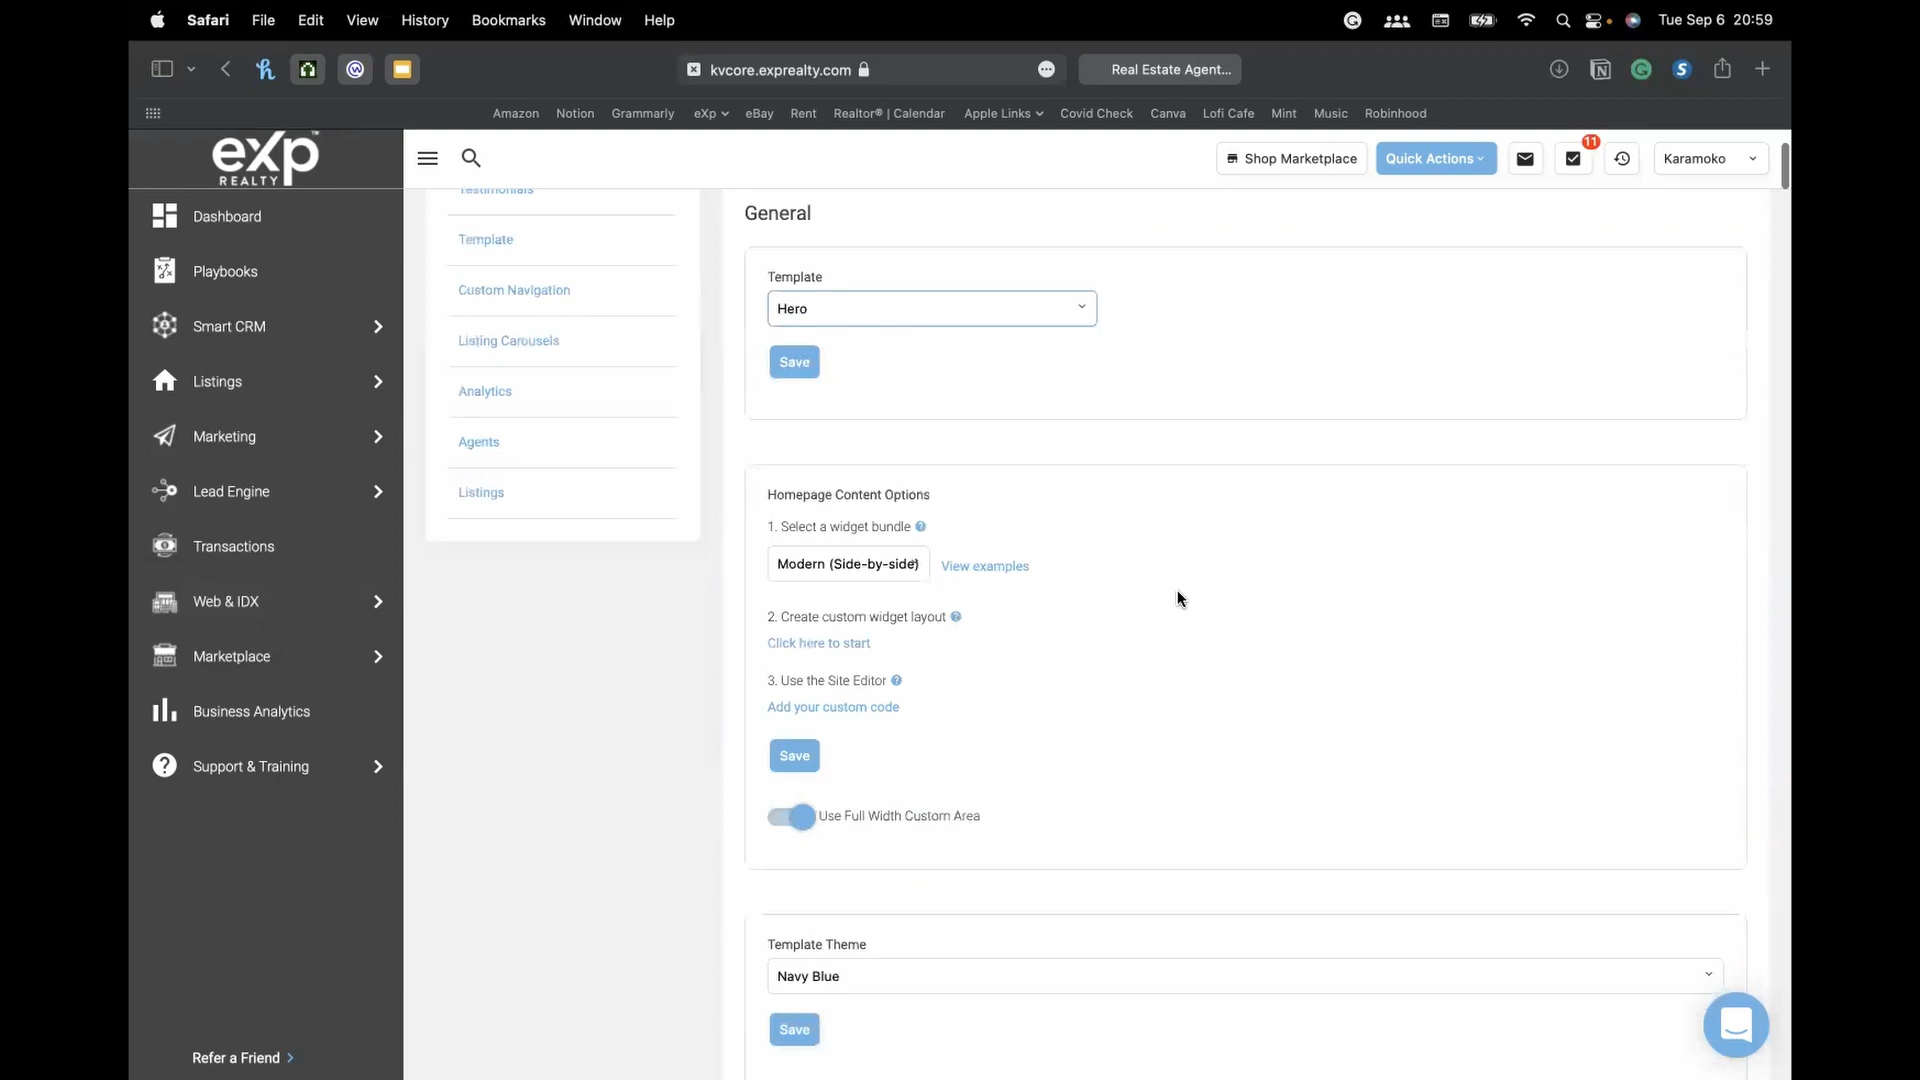 Safari File Edit View History Bookmarks Window Help Tue Sep 6 20:59
kvcore.exprealty.com Real Estate Agent...
Amazon Notion Grammarly eXp eBay Rent Realtor® | Calendar Apple Links Covid Check Canva Lofi Cafe Mint Music Robinhood
eXp
REALTY
Shop Marketplace Quick Actions 11 Karamoko
Dashboard
Playbooks
Smart CRM
Listings
Marketing
Lead Engine
Transactions
Web & IDX
Marketplace
Business Analytics
Support & Training
Refer a Friend >
Testimonials
Template
Custom Navigation
Listing Carousels
Analytics
Agents
Listings
General
Template
Hero
Save
Homepage Content Options
1. Select a widget bundle ?
Modern (Side-by-side) View examples
2. Create custom widget layout ?
Click here to start
3. Use the Site Editor ?
Add your custom code
Save
Use Full Width Custom Area
Template Theme
Navy Blue
Save